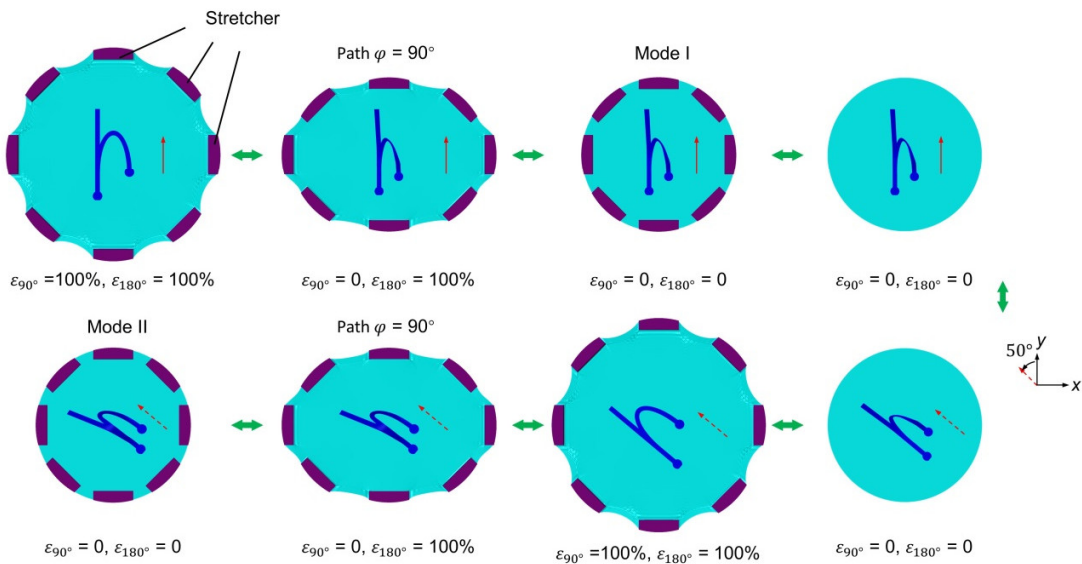 Stretcher
Path φ = 90°
Mode I
ε90° =100%, ε180° = 100%
ε90° = 0, ε180° = 100%
ε90° = 0, ε180° = 0
ε90° = 0, ε180° = 0
Mode II
Path φ = 90°
50°
y
x
ε90° = 0, ε180° = 0
ε90° = 0, ε180° = 100%
ε90° =100%, ε180° = 100%
ε90° = 0, ε180° = 0